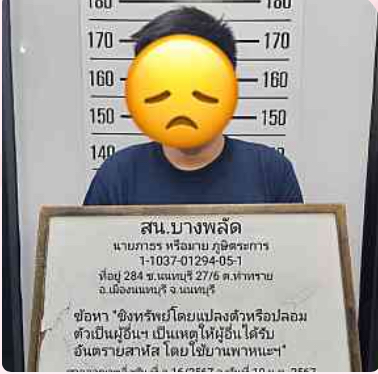 180 180
170 170
160 160
150 150
140
สน.บางพลัด
นายภาธร หรือมาย ภูษิตระการ
1-1037-01294-05-1
ที่อยู่ 284 ซ.นนทบุรี 27/6 ต.ท่าทราย
อ.เมืองนนทบุรี จ.นนทบุรี
ข้อหา "ชิงทรัพย์โดยแปลงตัวหรือปลอม
ตัวเป็นผู้อื่นฯ เป็นเหตุให้ผู้อื่นได้รับ
อันตรายสาหัส โดยใช้ยานพาหนะฯ"